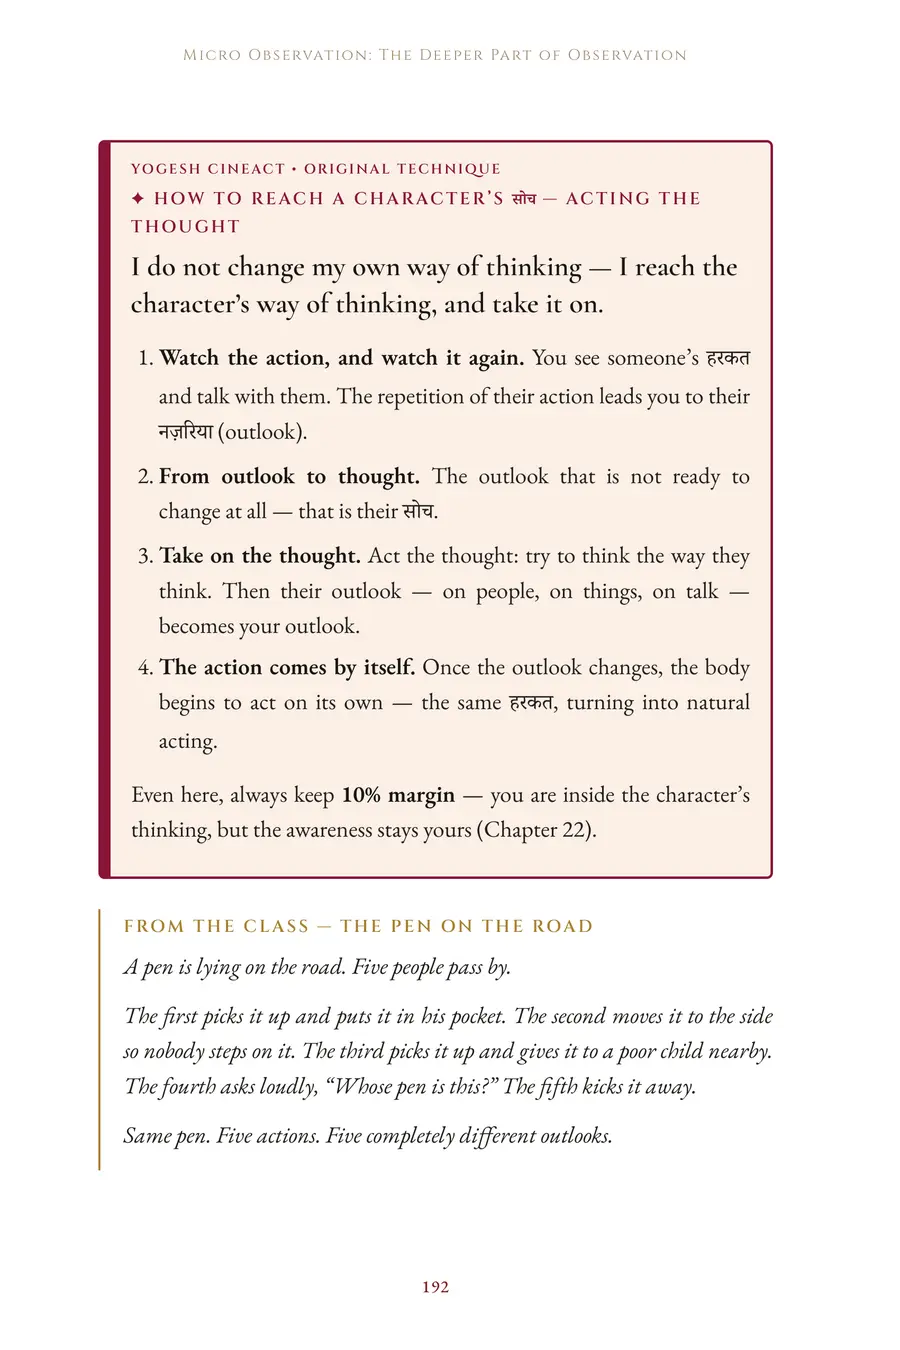 Micro Observation: The Deeper Part of Observation
YOGESH CINEACT • ORIGINAL TECHNIQUE
✦ HOW TO REACH A CHARACTER’S सोच — ACTING THE
THOUGHT
I do not change my own way of thinking — I reach the
character’s way of thinking, and take it on.
1. Watch the action, and watch it again. You see someone’s हरकत
and talk with them. The repetition of their action leads you to their
नज़रिया (outlook).
2. From outlook to thought. The outlook that is not ready to
change at all — that is their सोच.
3. Take on the thought. Act the thought: try to think the way they
think. Then their outlook — on people, on things, on talk —
becomes your outlook.
4. The action comes by itself. Once the outlook changes, the body
begins to act on its own — the same हरकत, turning into natural
acting.
Even here, always keep 10% margin — you are inside the character’s
thinking, but the awareness stays yours (Chapter 22).
FROM THE CLASS — THE PEN ON THE ROAD
A pen is lying on the road. Five people pass by.
The first picks it up and puts it in his pocket. The second moves it to the side
so nobody steps on it. The third picks it up and gives it to a poor child nearby.
The fourth asks loudly, “Whose pen is this?” The fifth kicks it away.
Same pen. Five actions. Five completely different outlooks.
192